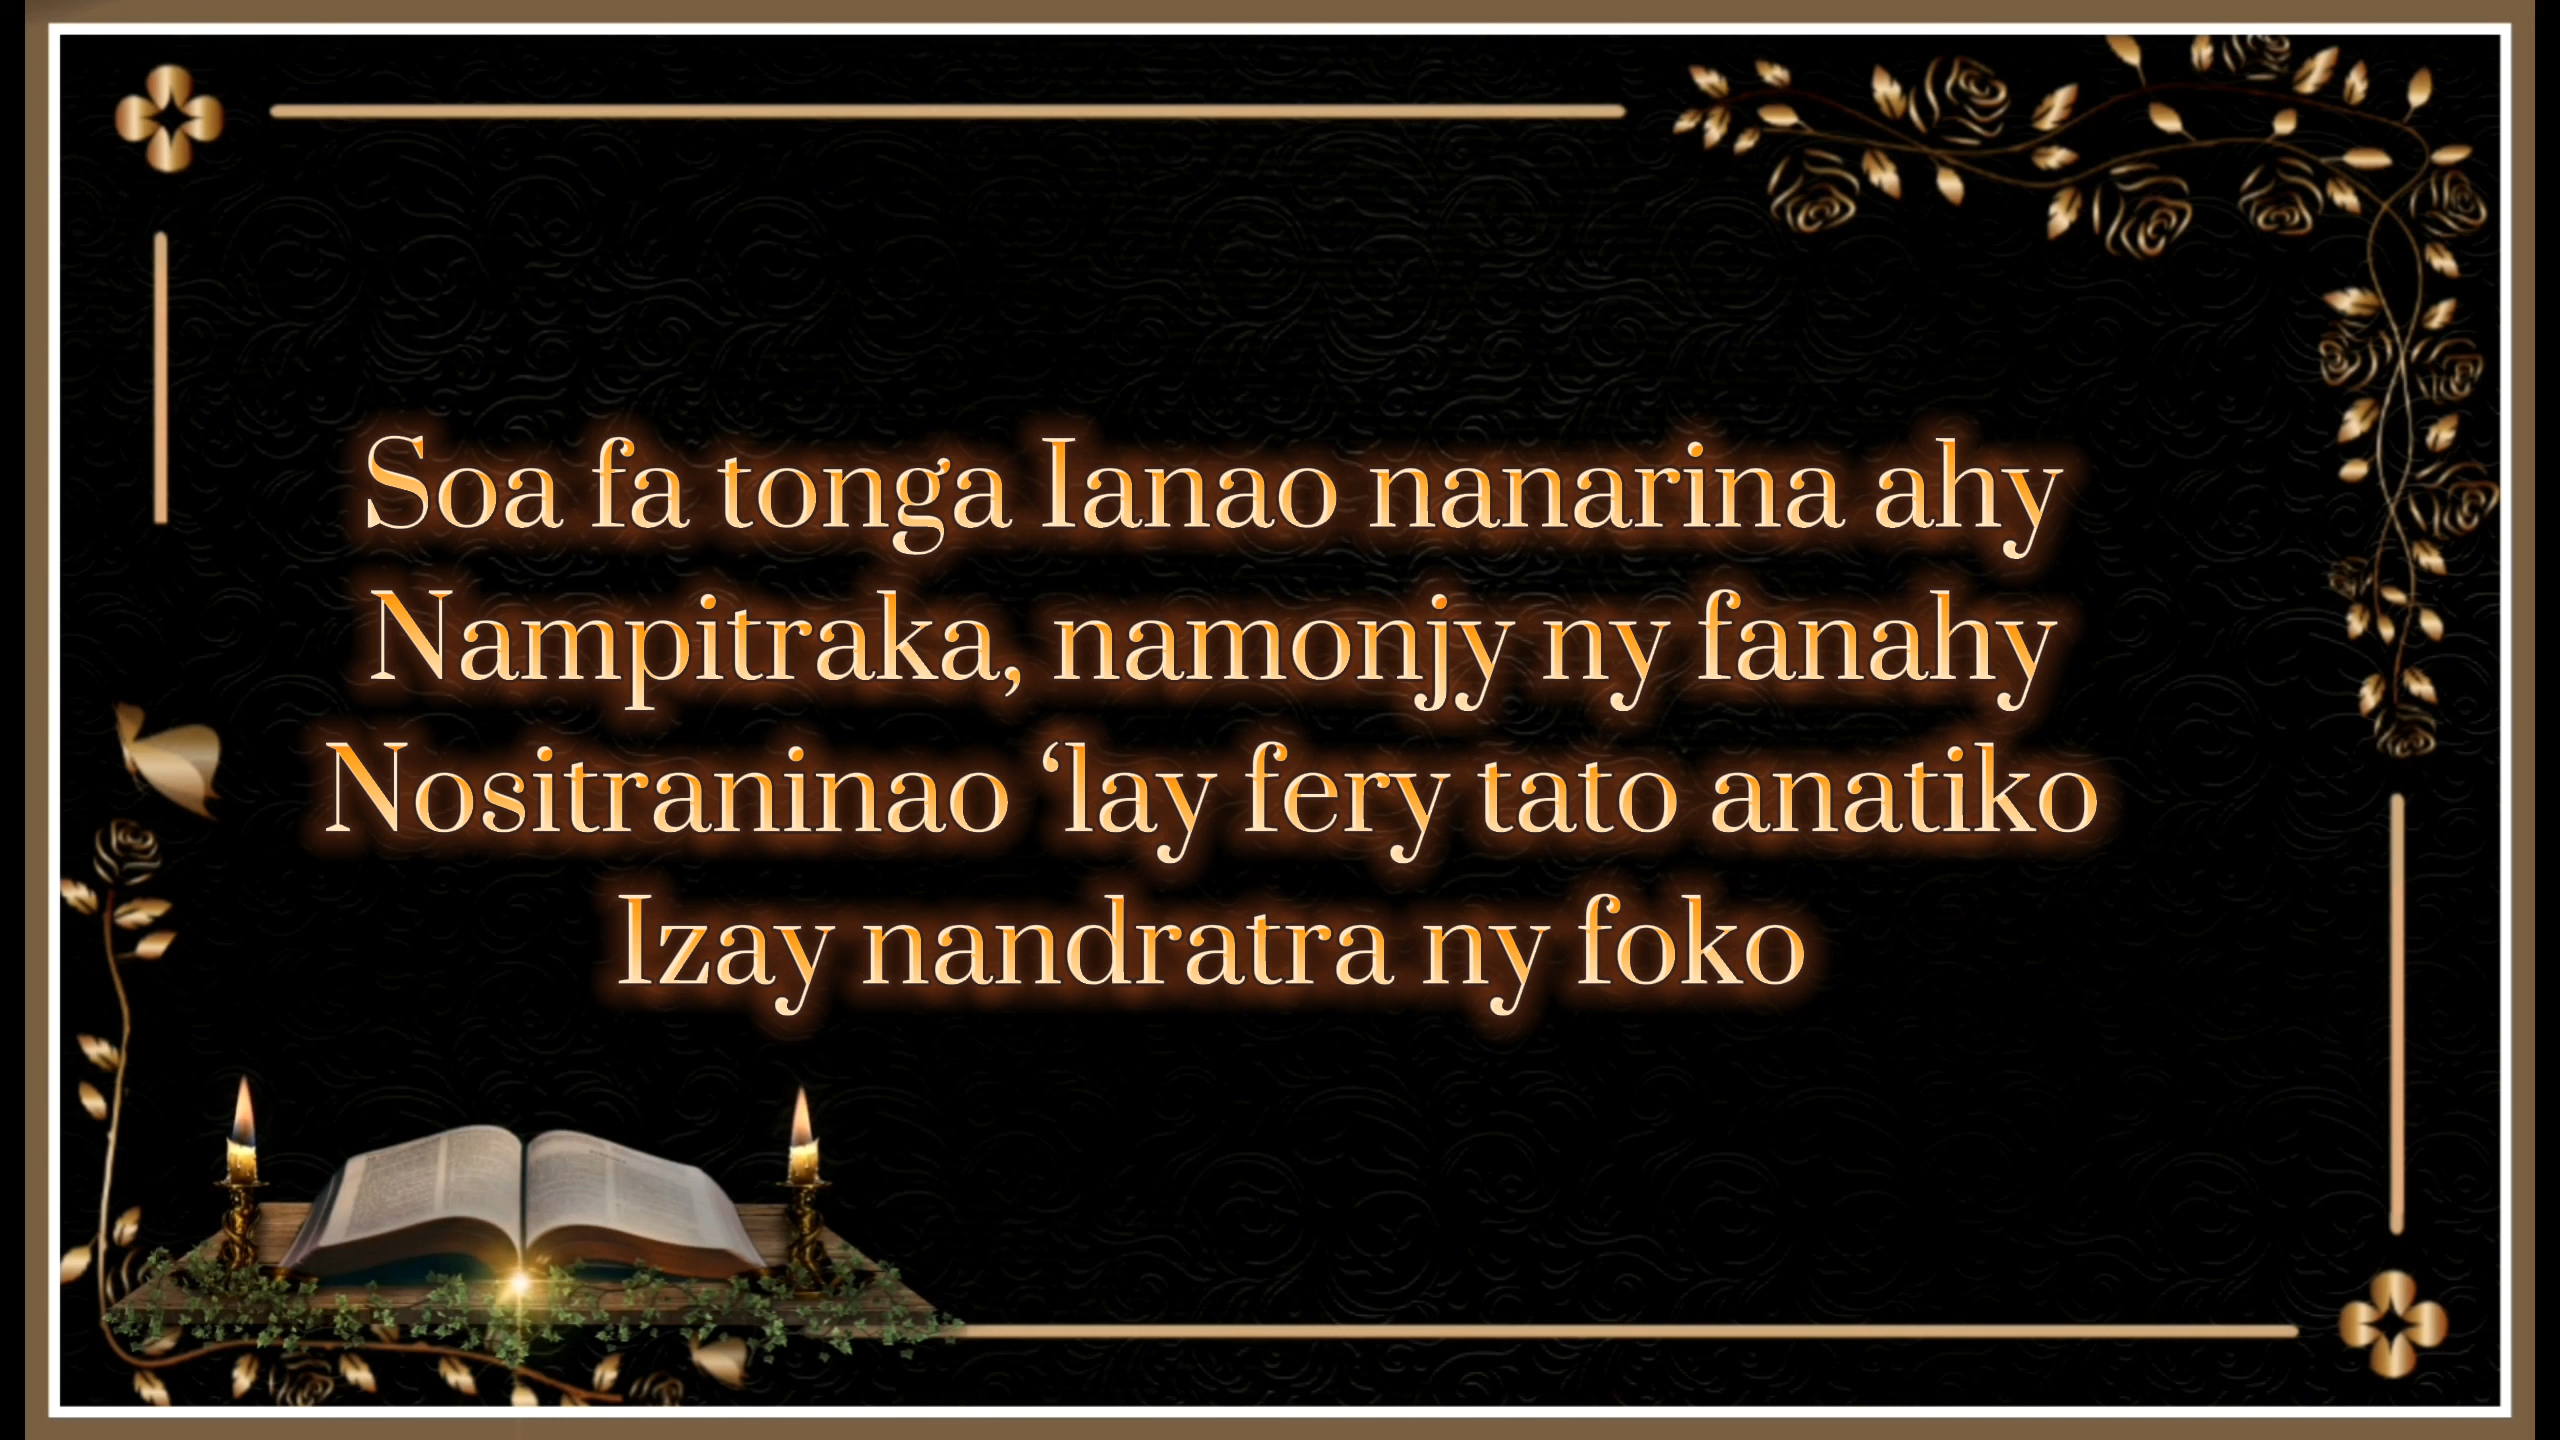 Soa fa tonga Ianao nanarina ahy
Nampitraka, namonjy ny fanahy
Nositraninao ‘lay fery tato anatiko
Izay nandratra ny foko